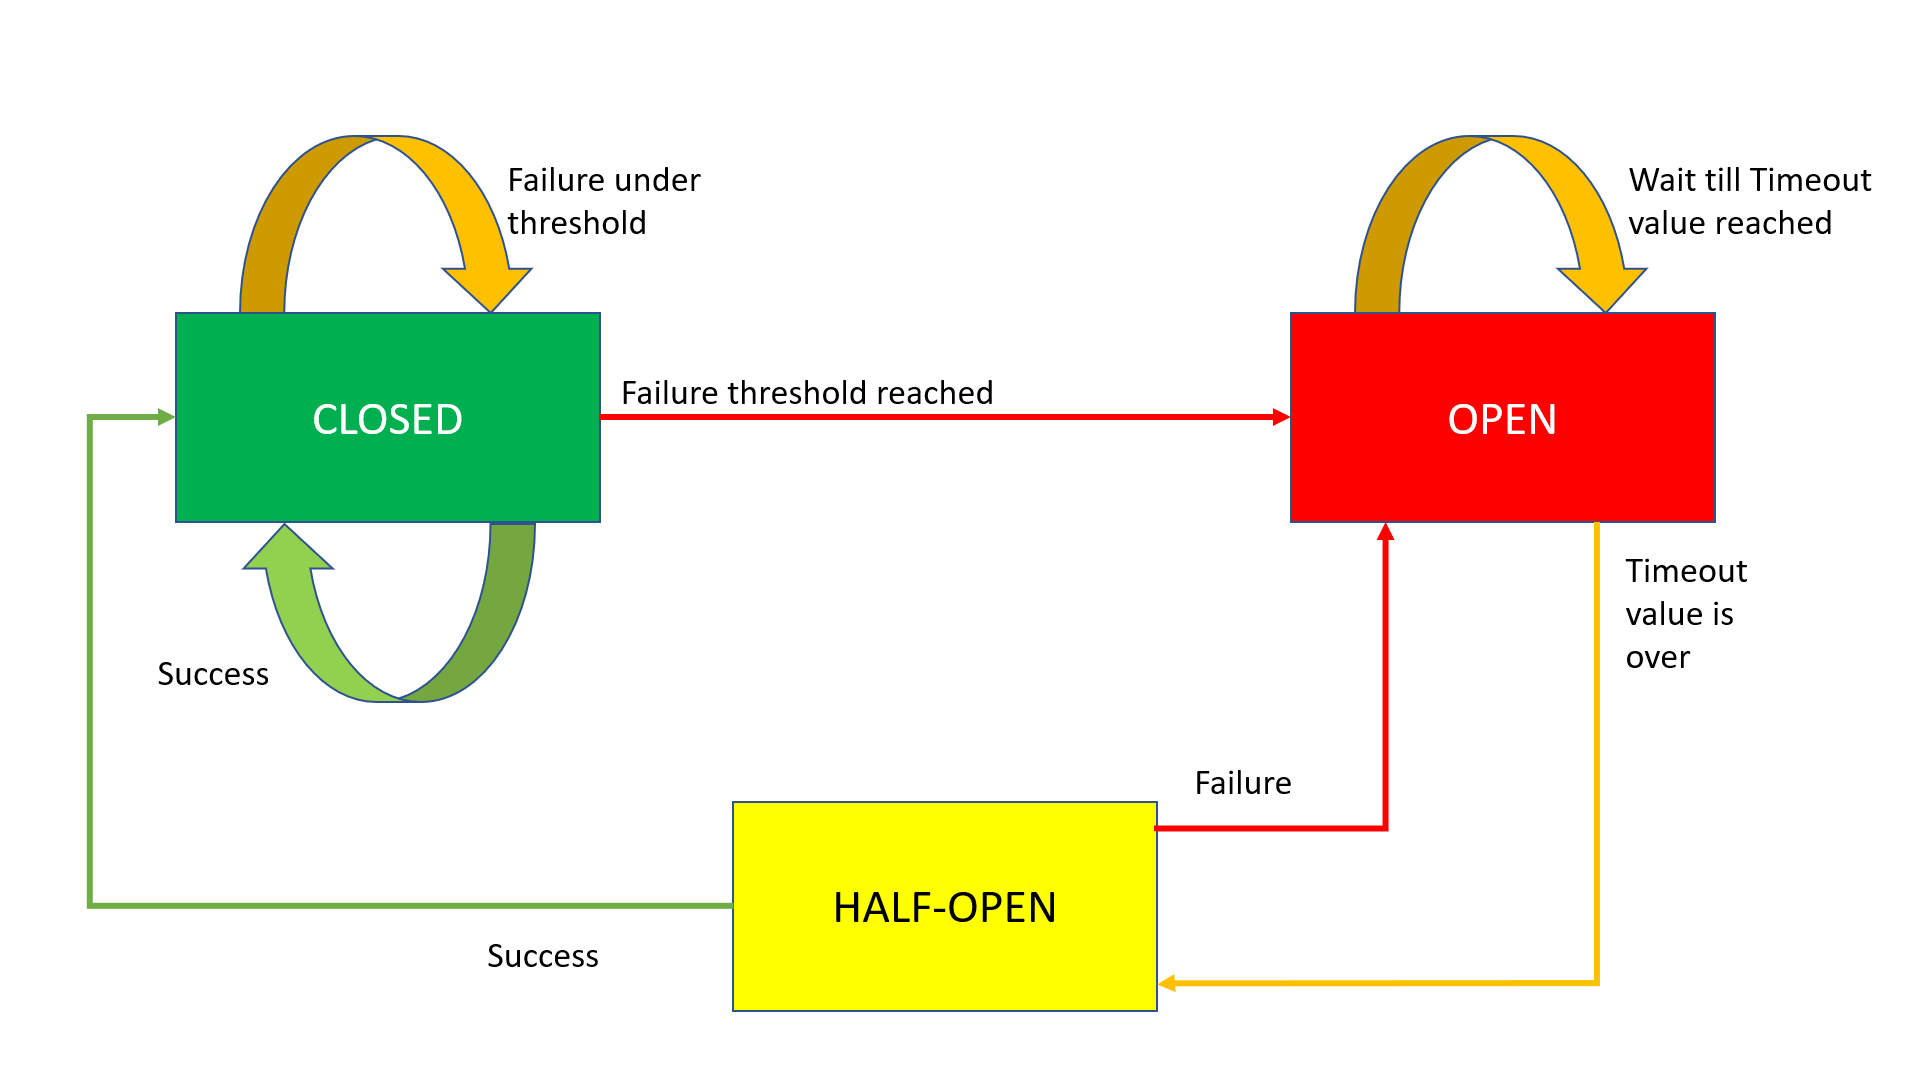 Failure under
threshold
Wait till Timeout
value reached
CLOSED
Failure threshold reached
OPEN
Timeout
value is
over
Success
Failure
HALF-OPEN
Success